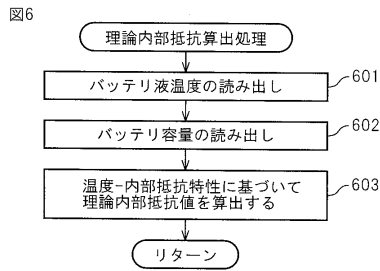 図6
理論内部抵抗算出処理
バッテリ液温度の読み出し
601
バッテリ容量の読み出し
602
温度-内部抵抗特性に基づいて
理論内部抵抗値を算出する
603
リターン